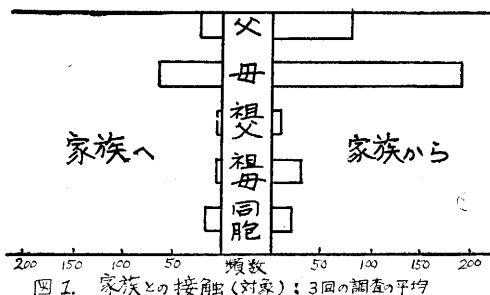 父
母
祖父
家族へ
家族から
祖母
同胞
200 150 100 50 頻数 50 100 150 200
図1. 家族との接触(対象);3回の調査の平均